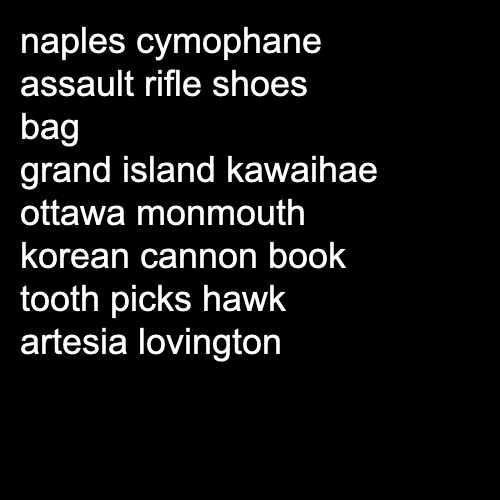 naples cymophane
assault rifle shoes
bag
grand island kawaihae
ottawa monmouth
korean cannon book
tooth picks hawk
artesia lovington